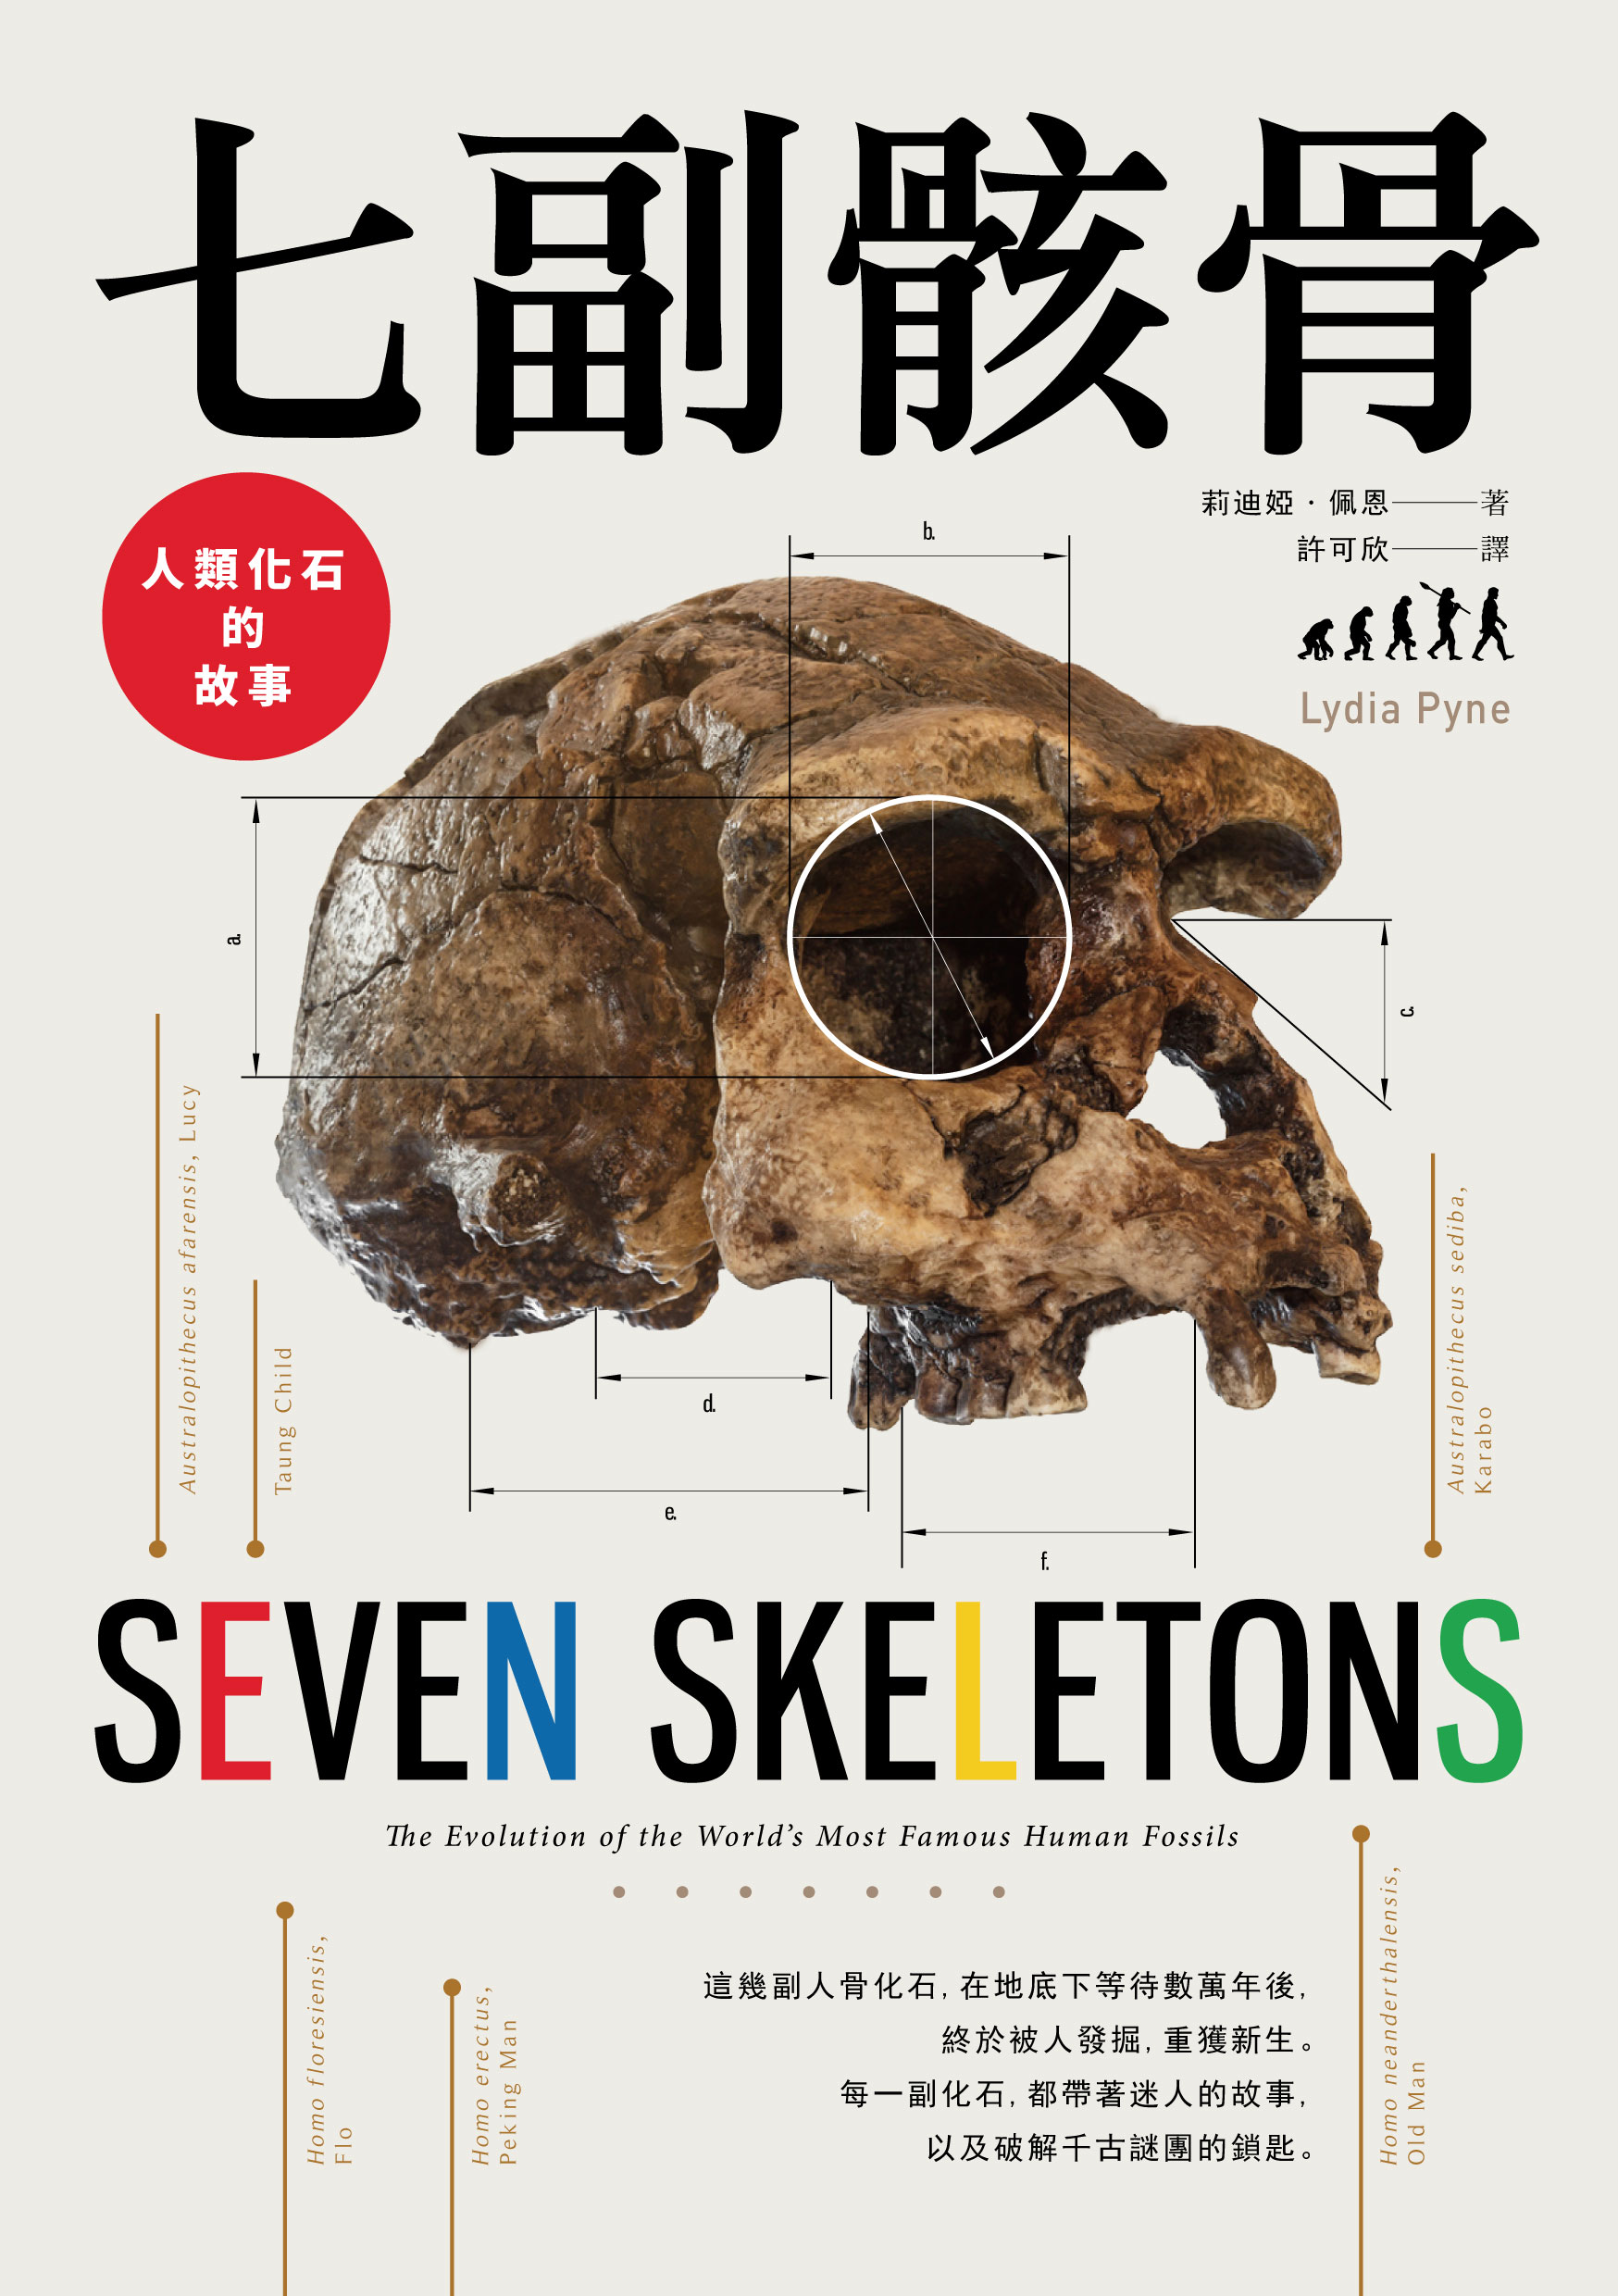 七副骸骨
人類化石
的
故事
莉迪婭·佩恩——著
許可欣——譯
Lydia Pyne
b.
a.
c.
d.
e.
f.
Australopithecus afarensis, Lucy
Taung Child
Australopithecus sediba,
Karabo
SEVEN SKELETONS
The Evolution of the World’s Most Famous Human Fossils
Homo floresiensis,
Flo
Homo erectus,
Peking Man
這幾副人骨化石,在地底下等待數萬年後,
終於被人發掘,重獲新生。
每一副化石,都帶著迷人的故事,
以及破解千古謎團的鎖匙。
Homo neanderthalensis,
Old Man